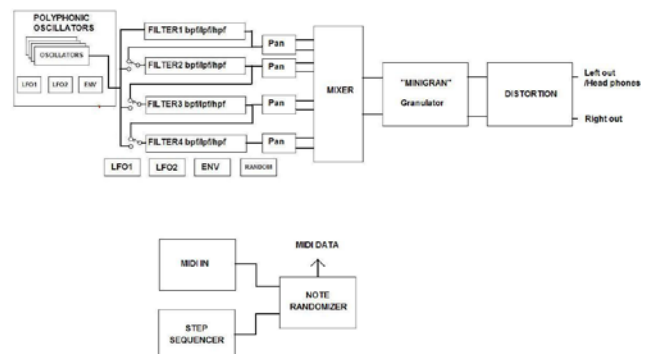 POLYPHONIC
OSCILLATORS
OSCILLATORS
LFO1 LFO2 ENV
FILTER1 bpf/lpf/hpf
Pan
FILTER2 bpf/lpf/hpf
Pan
FILTER3 bpf/lpf/hpf
Pan
FILTER4 bpf/lpf/hpf
Pan
LFO1 LFO2 ENV RANDOM
MIXER
"MINIGRAN"
Granulator
DISTORTION
Left out
/Head phones
Right out
MIDI DATA
MIDI IN
NOTE
RANDOMIZER
STEP
SEQUENCER